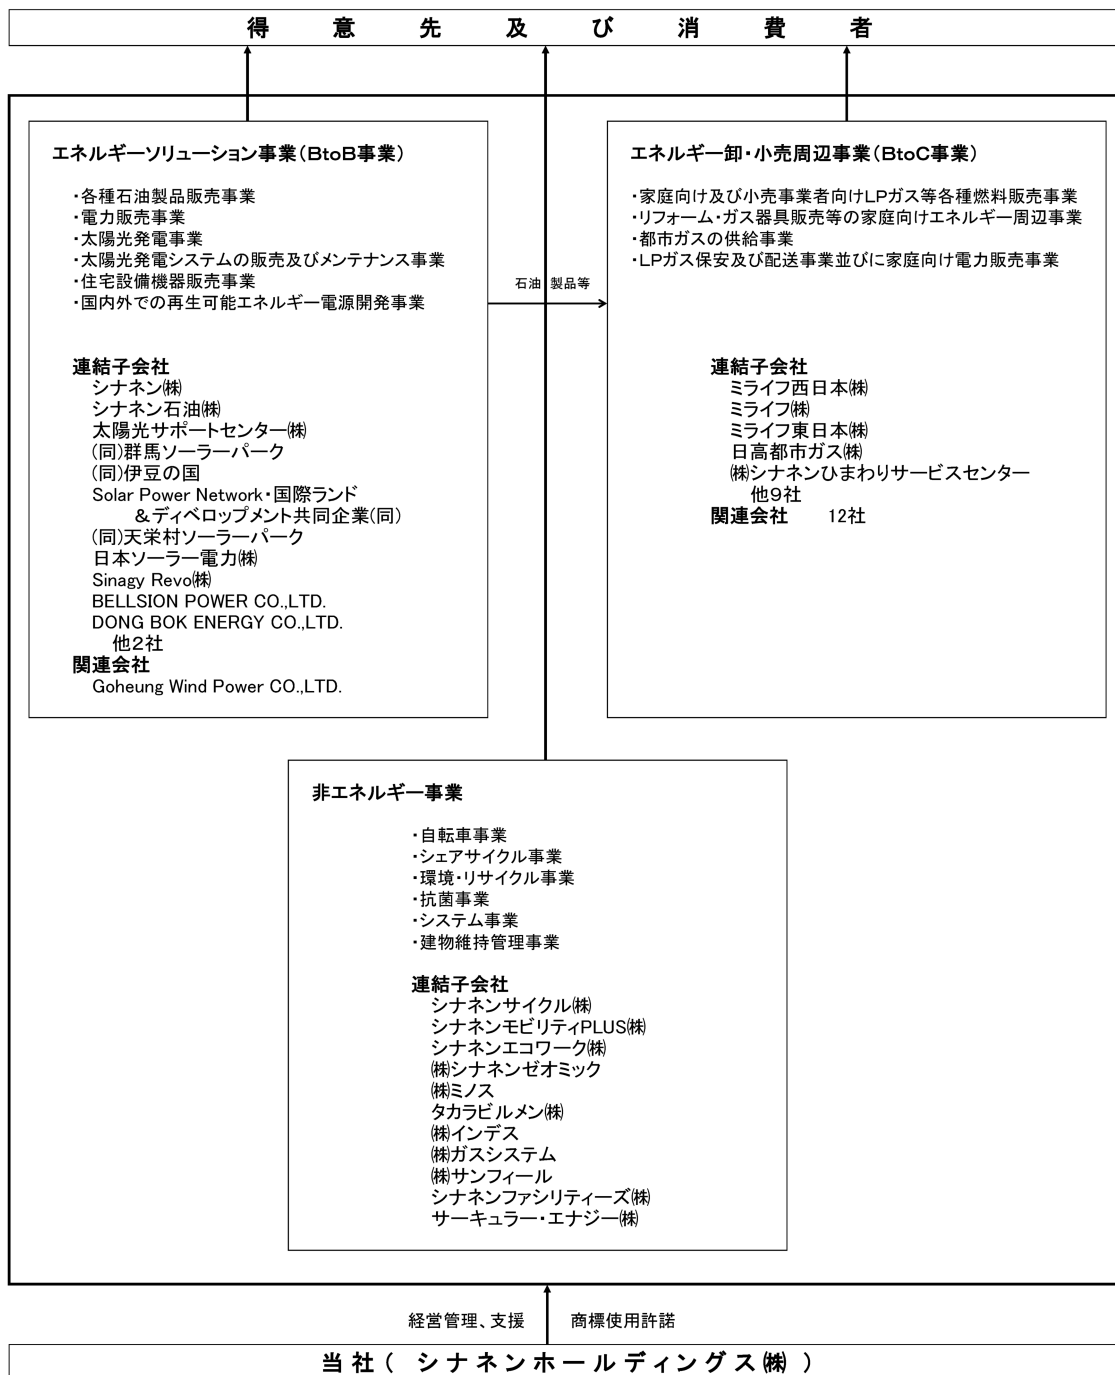 得意先及び消費者
エネルギーソリューション事業(BtoB事業)
・各種石油製品販売事業
・電力販売事業
・太陽光発電事業
・太陽光発電システムの販売及びメンテナンス事業
・住宅設備機器販売事業
・国内外での再生可能エネルギー電源開発事業
連結子会社
シナネン㈱
シナネン石油㈱
太陽光サポートセンター㈱
(同)群馬ソーラーパーク
(同)伊豆の国
Solar Power Network・国際ランド
&ディベロップメント共同企業(同)
(同)天栄村ソーラーパーク
日本ソーラー電力㈱
Sinagy Revo㈱
BELLSION POWER CO.,LTD.
DONG BOK ENERGY CO.,LTD.
他2社
関連会社
Goheung Wind Power CO.,LTD.
石油製品等
エネルギー卸・小売周辺事業(BtoC事業)
・家庭向け及び小売事業者向けLPガス等各種燃料販売事業
・リフォーム・ガス器具販売等の家庭向けエネルギー周辺事業
・都市ガスの供給事業
・LPガス保安及び配送事業並びに家庭向け電力販売事業
連結子会社
ミライフ西日本㈱
ミライフ㈱
ミライフ東日本㈱
日高都市ガス㈱
㈱シナネンひまわりサービスセンター
他9社
関連会社 12社
非エネルギー事業
・自転車事業
・シェアサイクル事業
・環境・リサイクル事業
・抗菌事業
・システム事業
・建物維持管理事業
連結子会社
シナネンサイクル㈱
シナネンモビリティPLUS㈱
シナネンエコワーク㈱
㈱シナネンゼオミック
㈱ミノス
タカラビルメン㈱
㈱インデス
㈱ガスシステム
㈱サンフィール
シナネンファシリティーズ㈱
サーキュラー・エナジー㈱
経営管理、支援 商標使用許諾
当社( シナネンホールディングス㈱ )